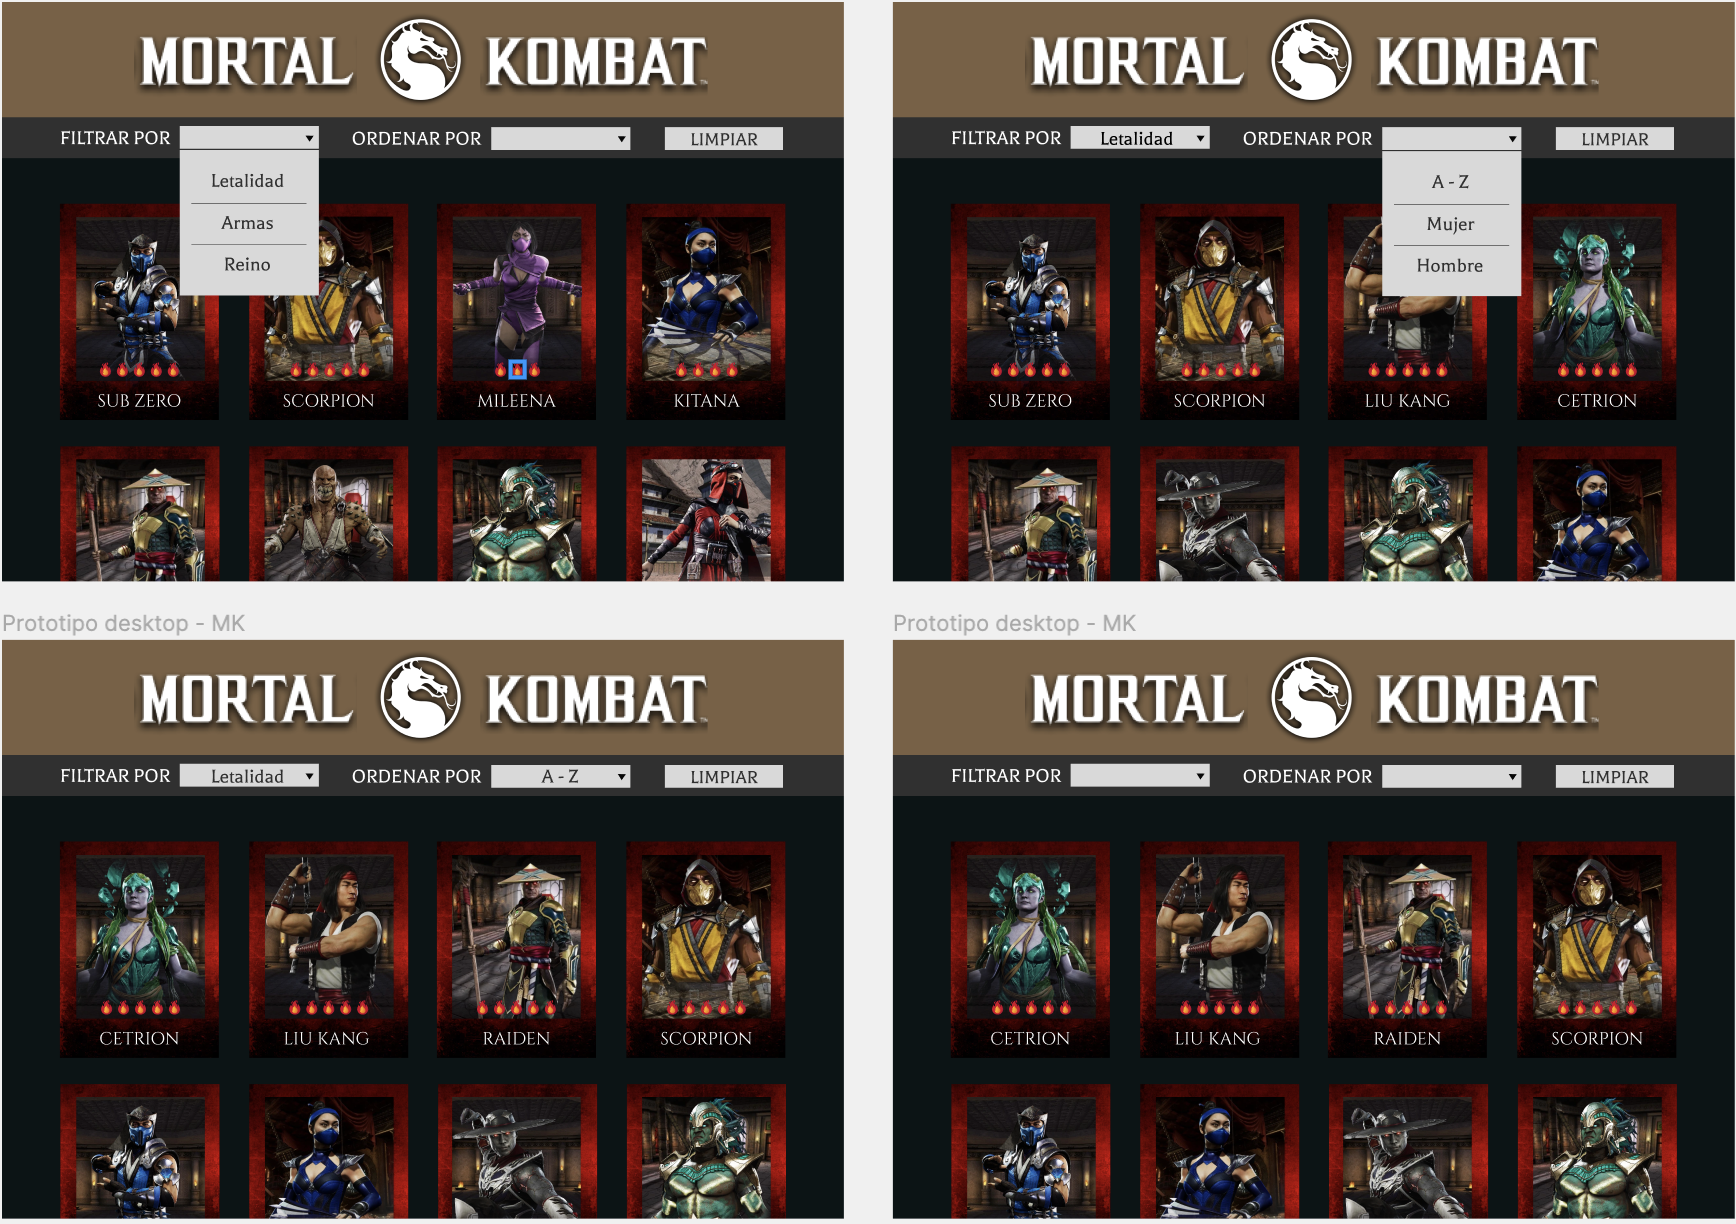 MORTAL KOMBAT
FILTRAR POR ORDENAR POR LIMPIAR
Letalidad
Armas
Reino
SUB ZERO SCORPION MILEENA KITANA
MORTAL KOMBAT
FILTRAR POR Letalidad ORDENAR POR LIMPIAR
A - Z
Mujer
Hombre
SUB ZERO SCORPION LIU KANG CETRION
Prototipo desktop - MK
MORTAL KOMBAT
FILTRAR POR Letalidad ORDENAR POR A - Z LIMPIAR
CETRION LIU KANG RAIDEN SCORPION
Prototipo desktop - MK
MORTAL KOMBAT
FILTRAR POR ORDENAR POR LIMPIAR
CETRION LIU KANG RAIDEN SCORPION